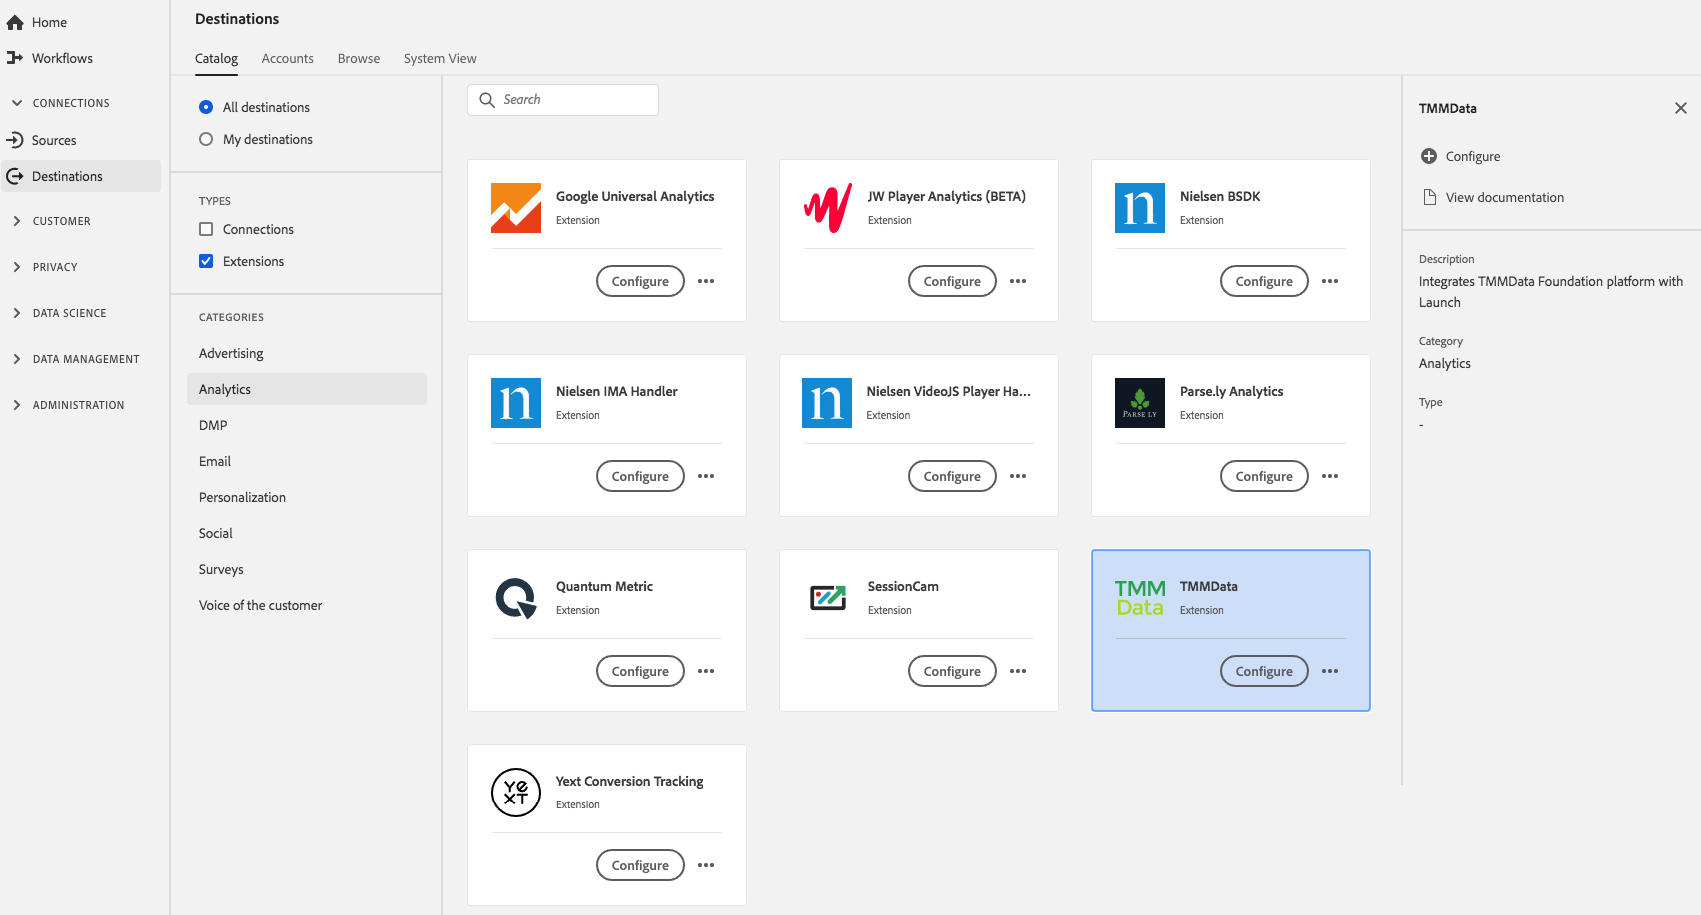 Home
Workflows
CONNECTIONS
Sources
Destinations
CUSTOMER
PRIVACY
DATA SCIENCE
DATA MANAGEMENT
ADMINISTRATION
Destinations
Catalog Accounts Browse System View
All destinations
My destinations
TYPES
Connections
Extensions
CATEGORIES
Advertising
Analytics
DMP
Email
Personalization
Social
Surveys
Voice of the customer
Search
Google Universal Analytics
Extension
Configure
JW Player Analytics (BETA)
Extension
Configure
n
Nielsen BSDK
Extension
Configure
n
Nielsen IMA Handler
Extension
Configure
n
Nielsen VideoJS Player Ha...
Extension
Configure
PARSE.LY
Parse.ly Analytics
Extension
Configure
Quantum Metric
Extension
Configure
SessionCam
Extension
Configure
TMM
Data
TMMData
Extension
Configure
YE
XT
Yext Conversion Tracking
Extension
Configure
TMMData
Configure
View documentation
Description
Integrates TMMData Foundation platform with
Launch
Category
Analytics
Type
-